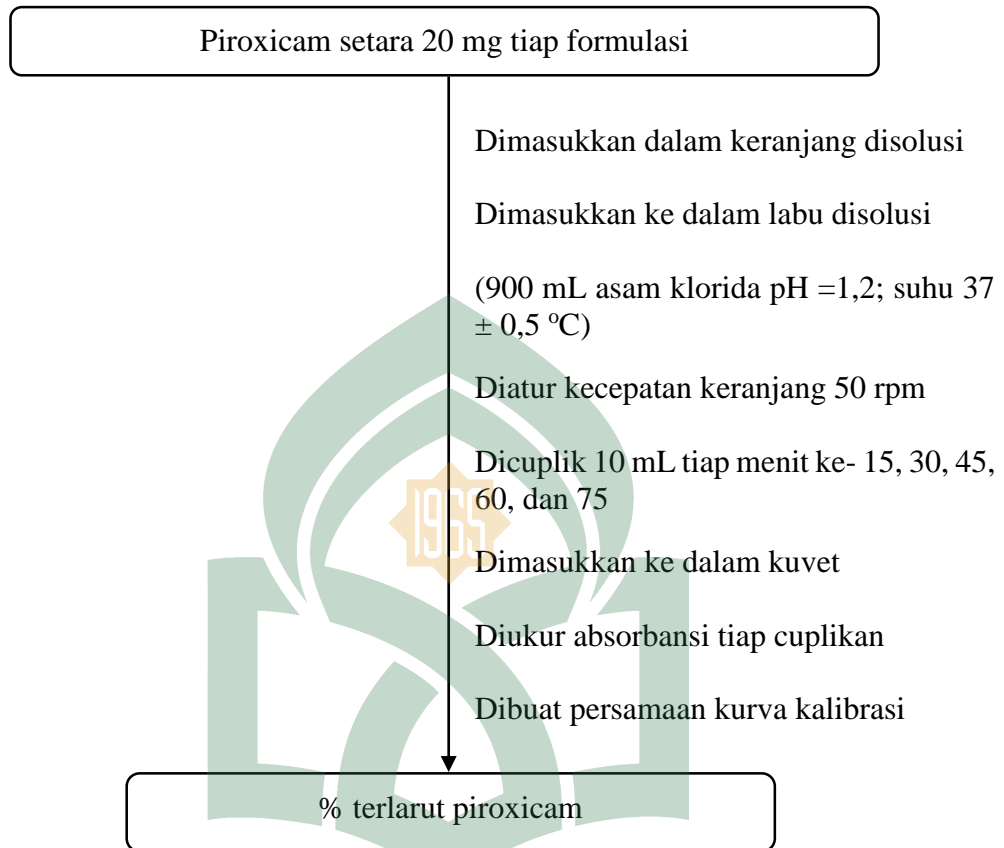 Piroxicam setara 20 mg tiap formulasi
Dimasukkan dalam keranjang disolusi
Dimasukkan ke dalam labu disolusi
(900 mL asam klorida pH =1,2; suhu 37
± 0,5 ºC)
Diatur kecepatan keranjang 50 rpm
Dicuplik 10 mL tiap menit ke- 15, 30, 45,
60, dan 75
1965
Dimasukkan ke dalam kuvet
Diukur absorbansi tiap cuplikan
Dibuat persamaan kurva kalibrasi
% terlarut piroxicam